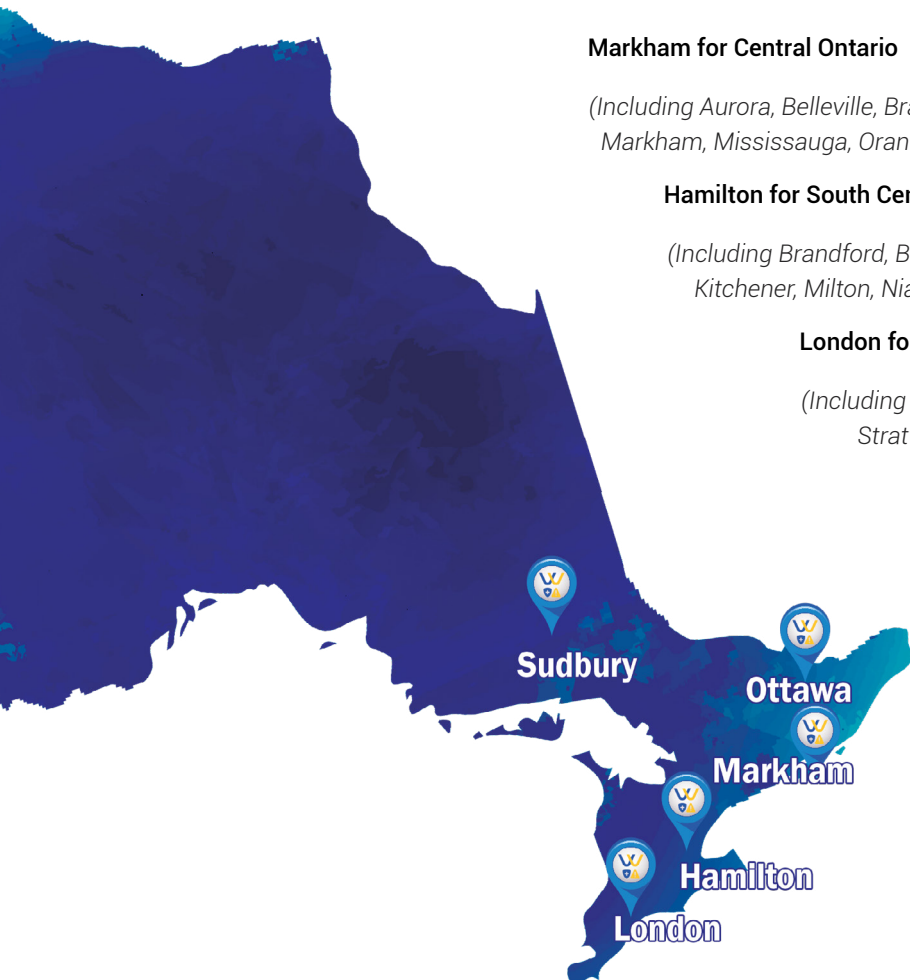 Markham for Central Ontario
(Including Aurora, Belleville,
Markham, Mississauga,
Hamilton for South
(Including Brandford,
Kitchener, Milton,
London
(Including
Sudbury
Ottawa
Markham
Hamilton
London